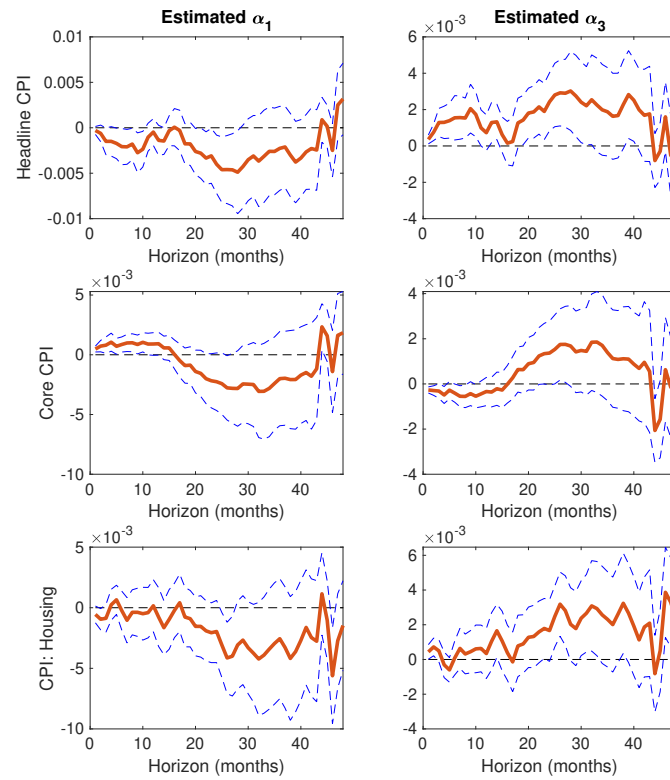 Estimated α1
Estimated α3
Headline CPI
0.01
0.005
0
-0.005
-0.01
0 10 20 30 40
Horizon (months)
×10-3
6
4
2
0
-2
-4
0 10 20 30 40
Horizon (months)
Core CPI
×10-3
5
0
-5
-10
0 10 20 30 40
Horizon (months)
×10-3
4
2
0
-2
-4
0 10 20 30 40
Horizon (months)
CPI: Housing
×10-3
5
0
-5
-10
0 10 20 30 40
Horizon (months)
×10-3
6
4
2
0
-2
-4
0 10 20 30 40
Horizon (months)